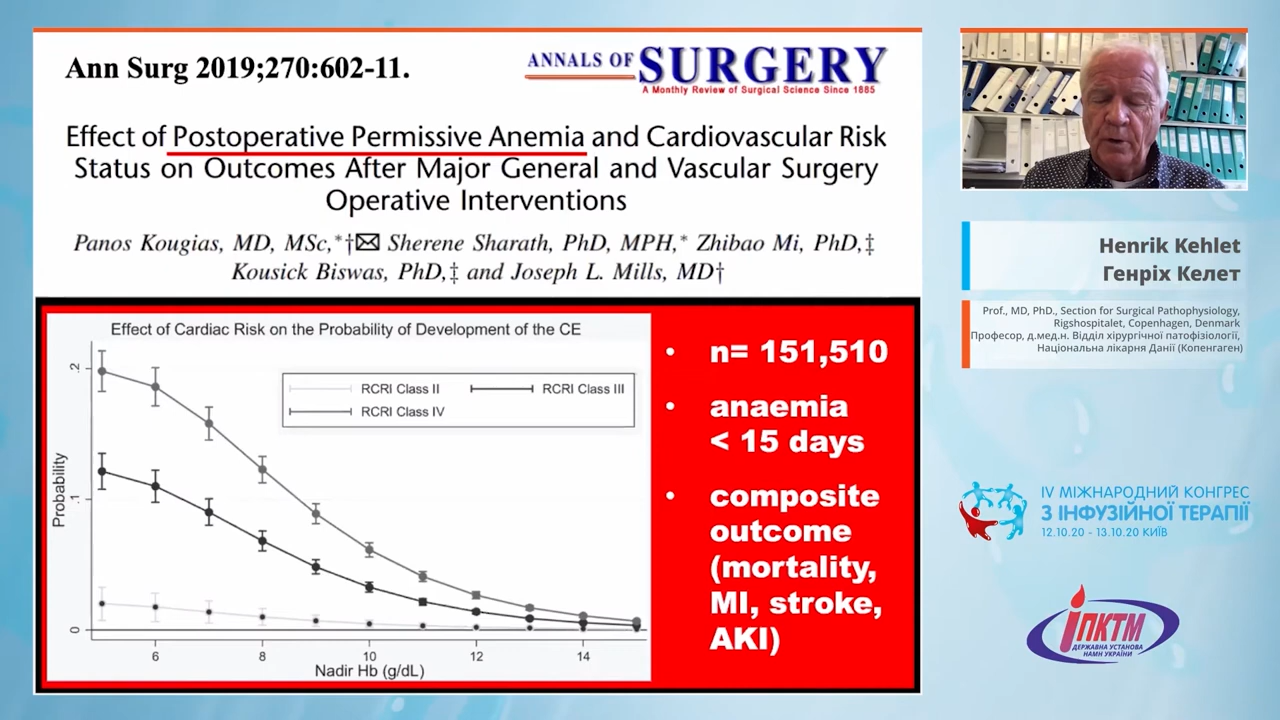 Ann Surg 2019;270:602-11.
ANNALS OF SURGERY
A Monthly Review of Surgical Science Since 1885
Effect of Postoperative Permissive Anemia and Cardiovascular Risk
Status on Outcomes After Major General and Vascular Surgery
Operative Interventions
Panos Kougias, MD, MSc,*†✉ Sherene Sharath, PhD, MPH,* Zhibao Mi, PhD,‡
Kousick Biswas, PhD,‡ and Joseph L. Mills, MD†
Effect of Cardiac Risk on the Probability of Development of the CE
RCRI Class II
RCRI Class III
RCRI Class IV
Probability
.2
.1
0
6 8 10 12 14
Nadir Hb (g/dL)
• n= 151,510
• anaemia
< 15 days
• composite
outcome
(mortality,
MI, stroke,
AKI)
Henrik Kehlet
Генріх Келет
Prof., MD, PhD., Section for Surgical Pathophysiology,
Rigshospitalet, Copenhagen, Denmark
Професор, д.мед.н. Відділ хірургічної патофізіології,
Національна лікарня Данії (Копенгаген)
IV МІЖНАРОДНИЙ КОНГРЕС
З ІНФУЗІЙНОЇ ТЕРАПІЇ
12.10.20 - 13.10.20 КИЇВ
ІПКТМ
ДЕРЖАВНА УСТАНОВА
НАМН УКРАЇНИ